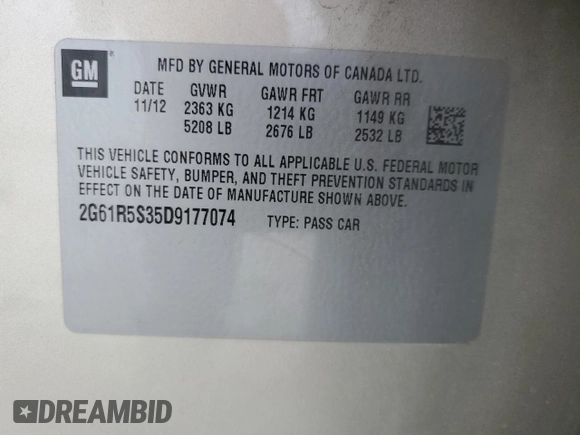 GM
MFD BY GENERAL MOTORS OF CANADA LTD.
DATE GVWR GAWR FRT GAWR RR
11/12 2363 KG 1214 KG 1149 KG
5208 LB 2676 LB 2532 LB
THIS VEHICLE CONFORMS TO ALL APPLICABLE U.S. FEDERAL MOTOR
VEHICLE SAFETY, BUMPER, AND THEFT PREVENTION STANDARDS IN
EFFECT ON THE DATE OF MANUFACTURE SHOWN ABOVE.
2G61R5S35D9177074 TYPE: PASS CAR
DREAMBID